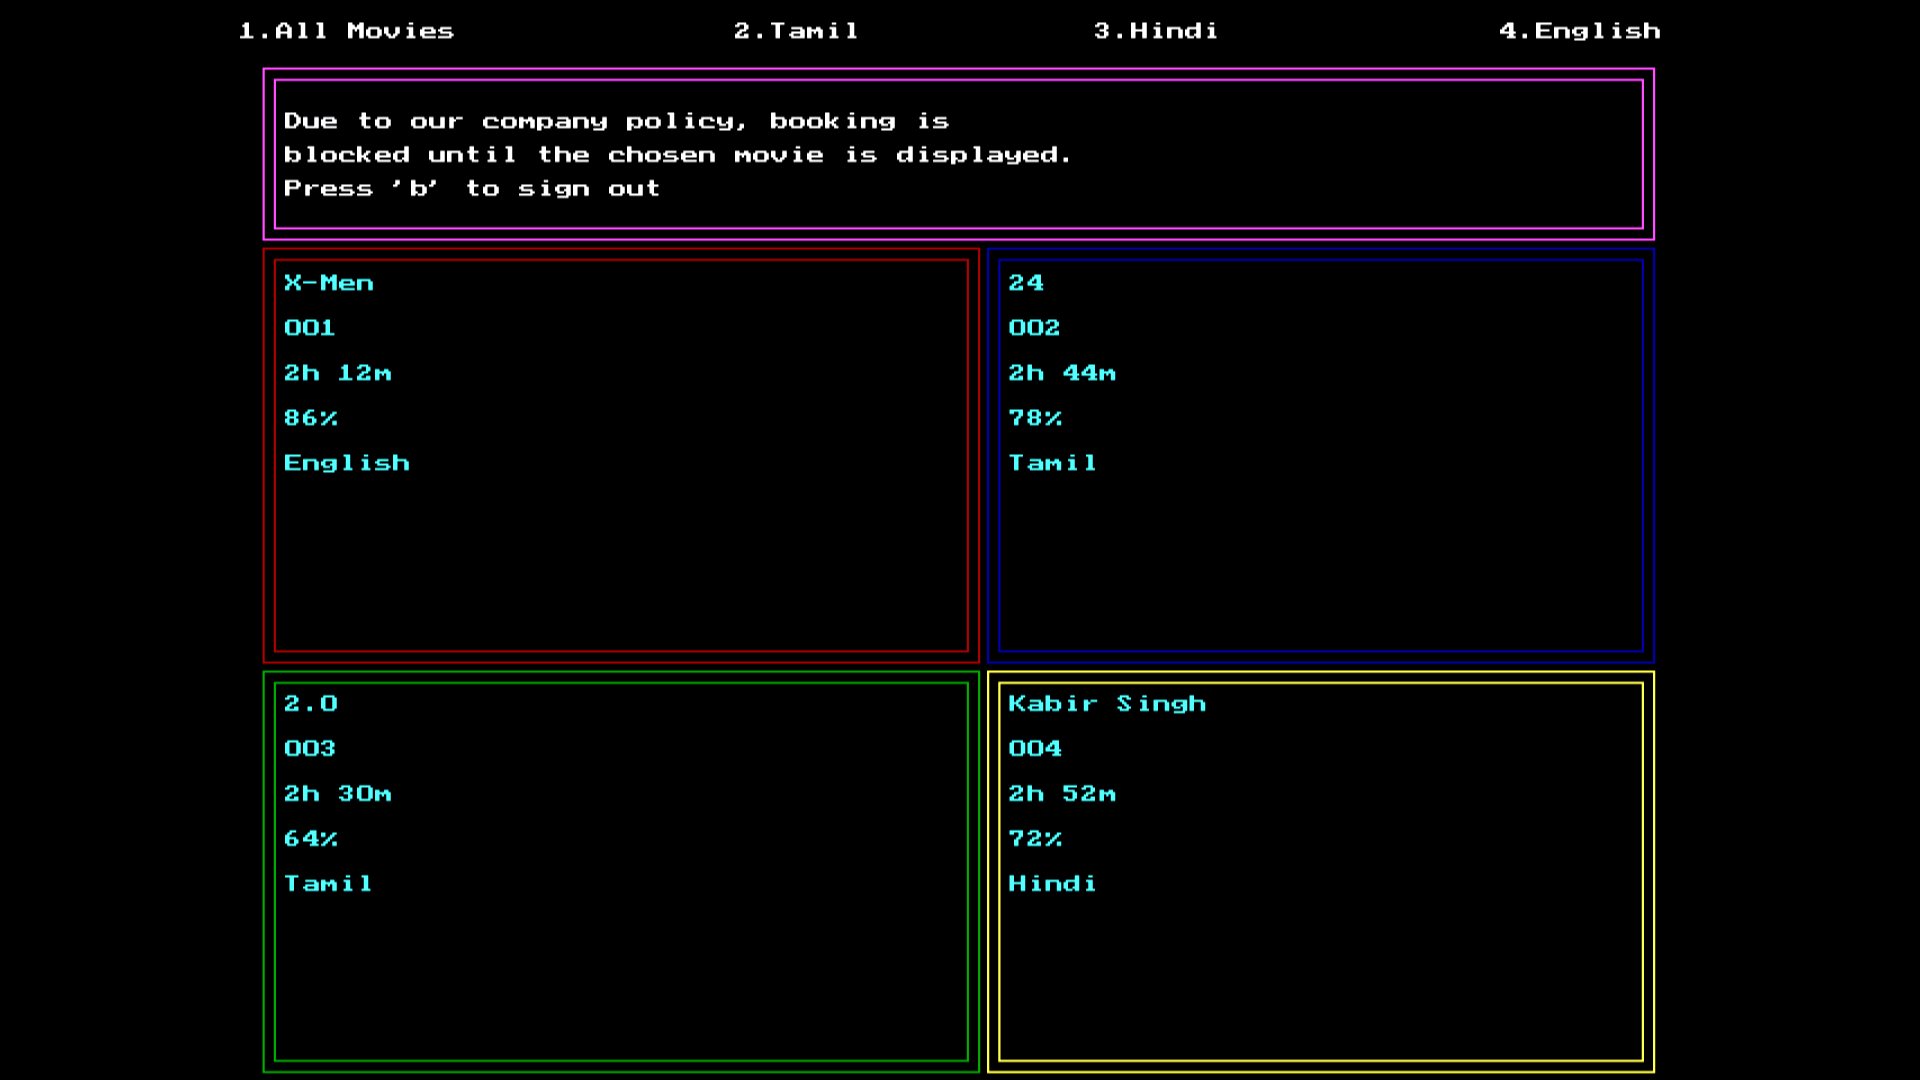 1.All Movies 2.Tamil 3.Hindi 4.English
Due to our company policy, booking is
blocked until the chosen movie is displayed.
Press 'b' to sign out
X-Men
001
2h 12m
86%
English
24
002
2h 44m
78%
Tamil
2.0
003
2h 30m
64%
Tamil
Kabir Singh
004
2h 52m
72%
Hindi